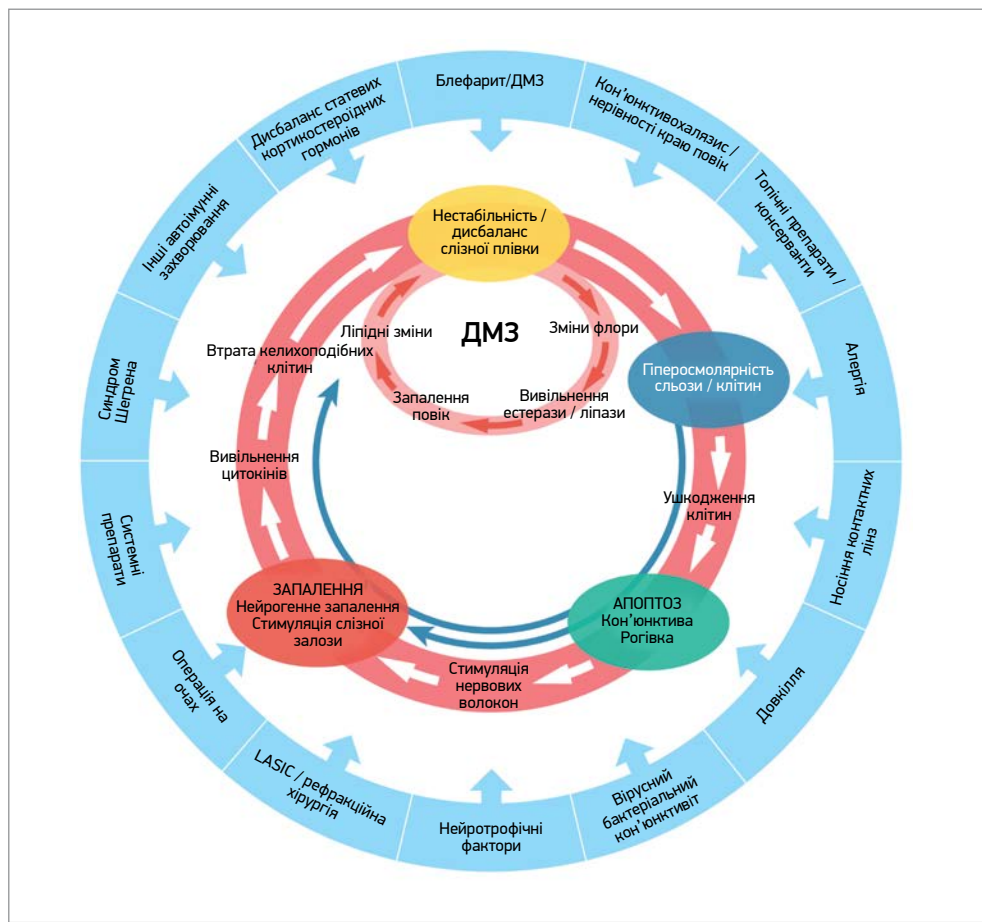 Блефарит/ДМЗ
Кон'юнктивохалязис /
нерівності краю повік
Топічні препарати /
консерванти
Алергія
Носіння контактних
лінз
Довкілля
Вірусний
бактеріальний
кон'юнктивіт
Нейротрофічні
фактори
LASIC / рефракційна
хірургія
Операція на
очах
Системні
препарати
Синдром
Шегрена
Інші автоімунні
захворювання
Дисбаланс статевих
кортикостероїдних
гормонів
Нестабільність /
дисбаланс
слізної плівки
ДМЗ
Зміни флори
Вивільнення
естерази / ліпази
Запалення
повік
Ліпідні зміни
Гіперосмолярність
сльози / клітин
Ушкодження
клітин
АПОПТОЗ
Кон'юнктива
Рогівка
Стимуляція
нервових
волокон
ЗАПАЛЕННЯ
Нейрогенне запалення
Стимуляція слізної
залози
Вивільнення
цитокінів
Втрата келихоподібних
клітин